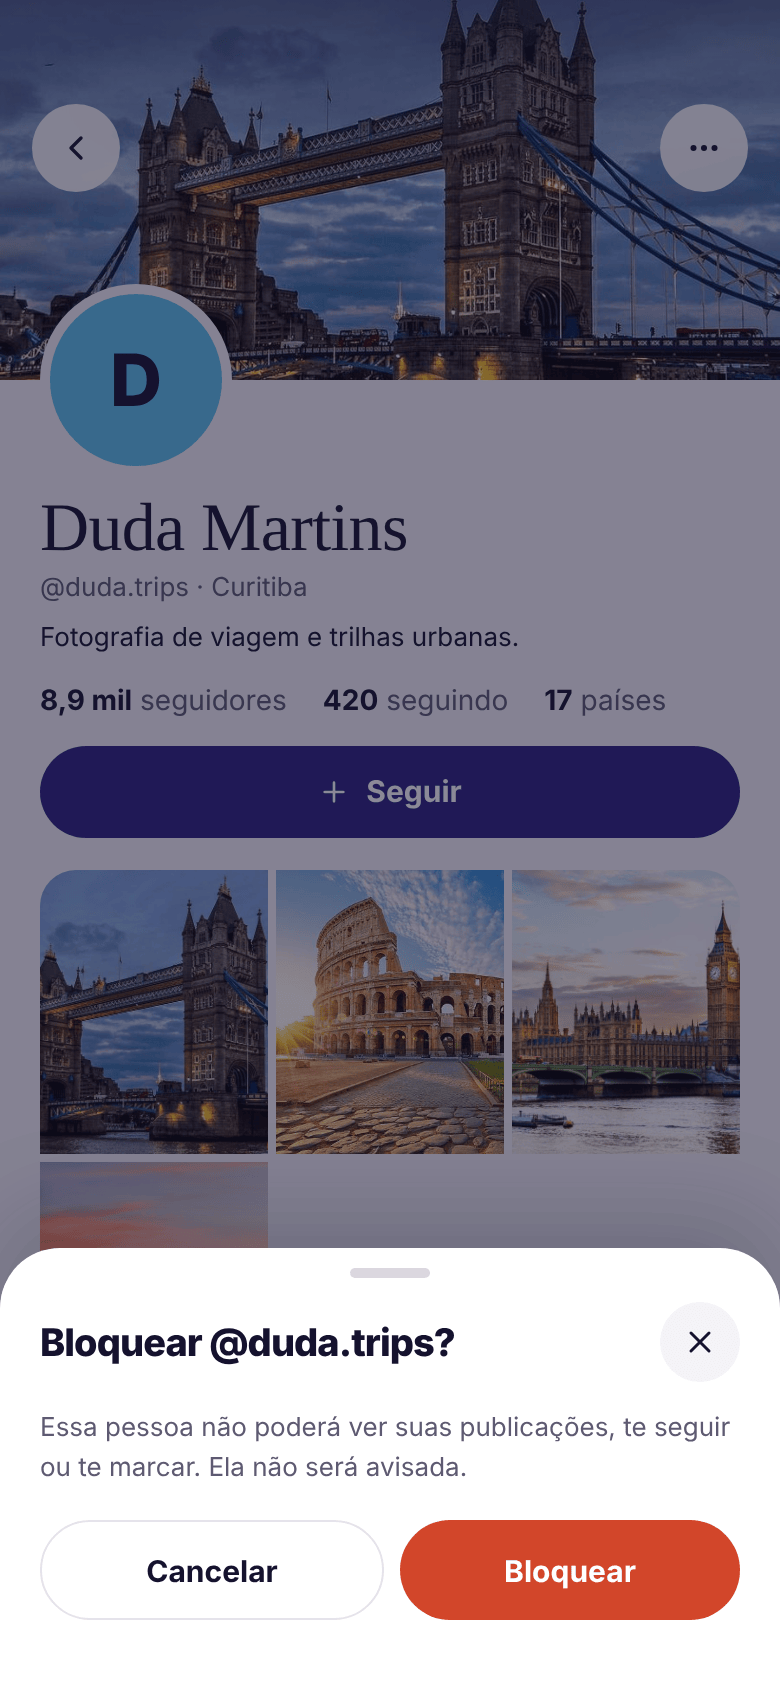 D
Duda Martins
@duda.trips · Curitiba
Fotografia de viagem e trilhas urbanas.
8,9 mil seguidores 420 seguindo 17 países
+ Seguir
Bloquear @duda.trips?
Essa pessoa não poderá ver suas publicações, te seguir
ou te marcar. Ela não será avisada.
Cancelar Bloquear